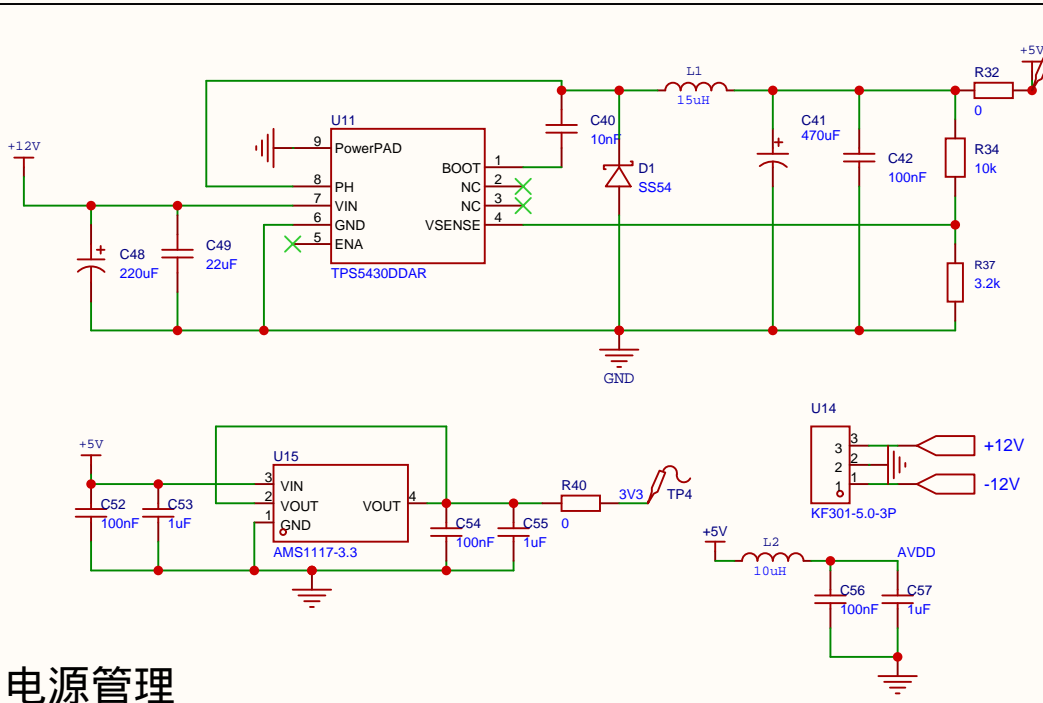 +5V
R32
0
L1
15uH
U11
C40
10nF
C41
470uF
R34
10k
+12V
9
PowerPAD
8
PH
7
VIN
6
GND
5
ENA
BOOT
1
NC
2
NC
3
VSENSE
4
TPS5430DDAR
D1
SS54
C42
100nF
C48
220uF
C49
22uF
R37
3.2k
GND
U14
3
2
1
3
2
1
+12V
-12V
KF301-5.0-3P
+5V
U15
3
VIN
2
VOUT
1
GND
VOUT
4
AMS1117-3.3
C52
100nF
C53
1uF
C54
100nF
C55
1uF
R40
0
3V3
TP4
+5V
L2
10uH
AVDD
C56
100nF
C57
1uF
电源管理